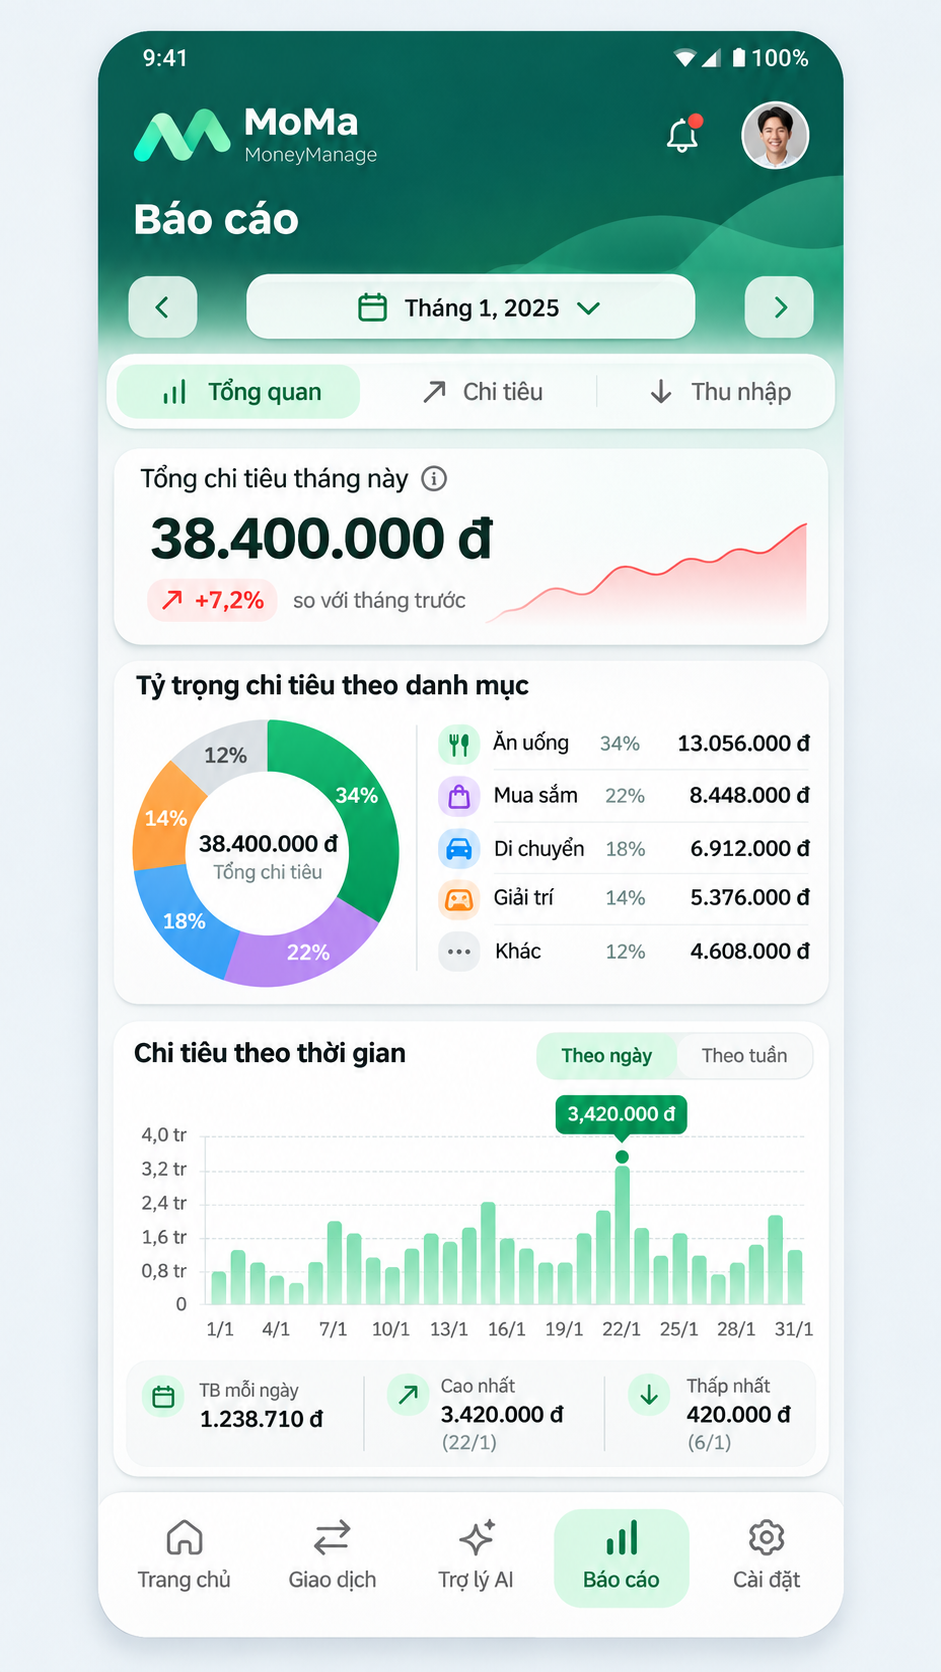 9:41
100%
MoMa
MoneyManage
Báo cáo
Tháng 1, 2025
Tổng quan
Chi tiêu
Thu nhập
Tổng chi tiêu tháng này
38.400.000 đ
+7,2%
so với tháng trước
Tỷ trọng chi tiêu theo danh mục
12%
34%
14%
38.400.000 đ
Tổng chi tiêu
18%
22%
Ăn uống 34% 13.056.000 đ
Mua sắm 22% 8.448.000 đ
Di chuyển 18% 6.912.000 đ
Giải trí 14% 5.376.000 đ
Khác 12% 4.608.000 đ
Chi tiêu theo thời gian
Theo ngày
Theo tuần
3,420.000 đ
4,0 tr
3,2 tr
2,4 tr
1,6 tr
0,8 tr
0
1/1 4/1 7/1 10/1 13/1 16/1 19/1 22/1 25/1 28/1 31/1
TB mỗi ngày
1.238.710 đ
Cao nhất
3.420.000 đ
(22/1)
Thấp nhất
420.000 đ
(6/1)
Trang chủ
Giao dịch
Trợ lý AI
Báo cáo
Cài đặt